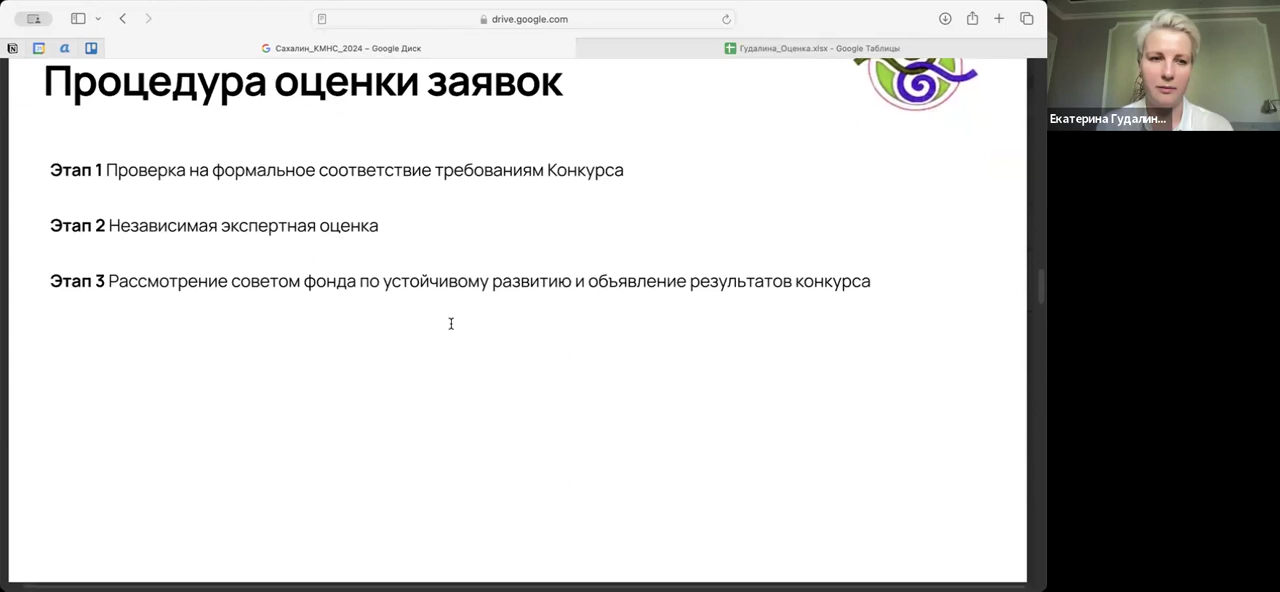 drive.google.com
Сахалин_КМНС_2024 – Google Диск
Гудалина_Оценка.xlsx - Google Таблицы
Екатерина Гудалин...
Процедура оценки заявок
Этап 1 Проверка на формальное соответствие требованиям Конкурса
Этап 2 Независимая экспертная оценка
Этап 3 Рассмотрение советом фонда по устойчивому развитию и объявление результатов конкурса